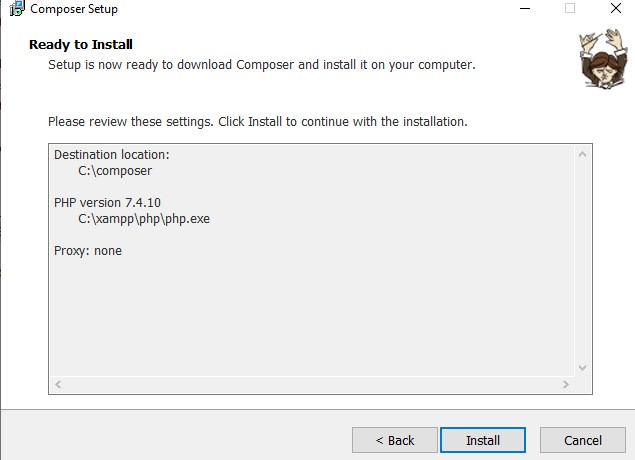 Composer Setup
Ready to Install
Setup is now ready to download Composer and install it on your computer.
Please review these settings. Click Install to continue with the installation.
Destination location:
C:\composer
PHP version 7.4.10
C:\xampp\php\php.exe
Proxy: none
< Back
Install
Cancel